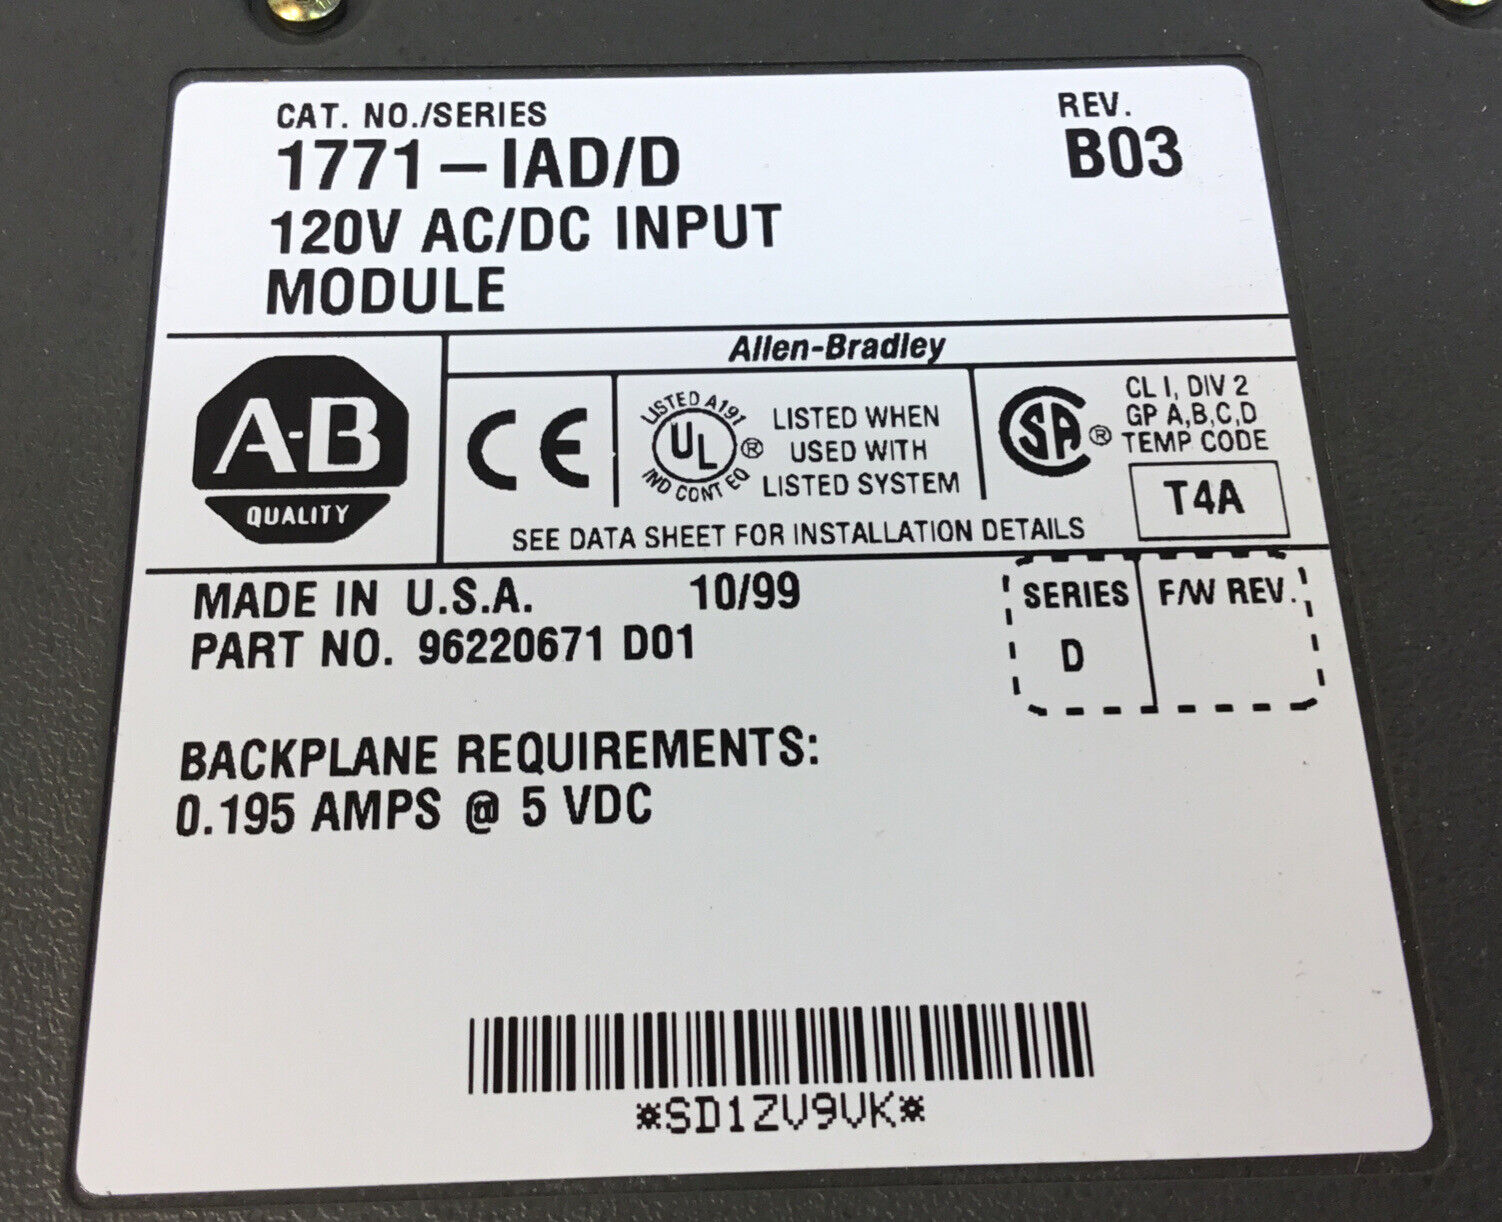 CAT. NO./SERIES
1771-IAD/D
120V AC/DC INPUT
MODULE
REV.
B03
Allen-Bradley
A-B
QUALITY
CE
LISTED A191
UL ®
IND CONT EQ
LISTED WHEN
USED WITH
LISTED SYSTEM
SA ®
CL I, DIV 2
GP A,B,C,D
TEMP CODE
T4A
SEE DATA SHEET FOR INSTALLATION DETAILS
MADE IN U.S.A. 10/99
PART NO. 96220671 D01
SERIES F/W REV.
D
BACKPLANE REQUIREMENTS:
0.195 AMPS @ 5 VDC
*SD1ZV9VK*